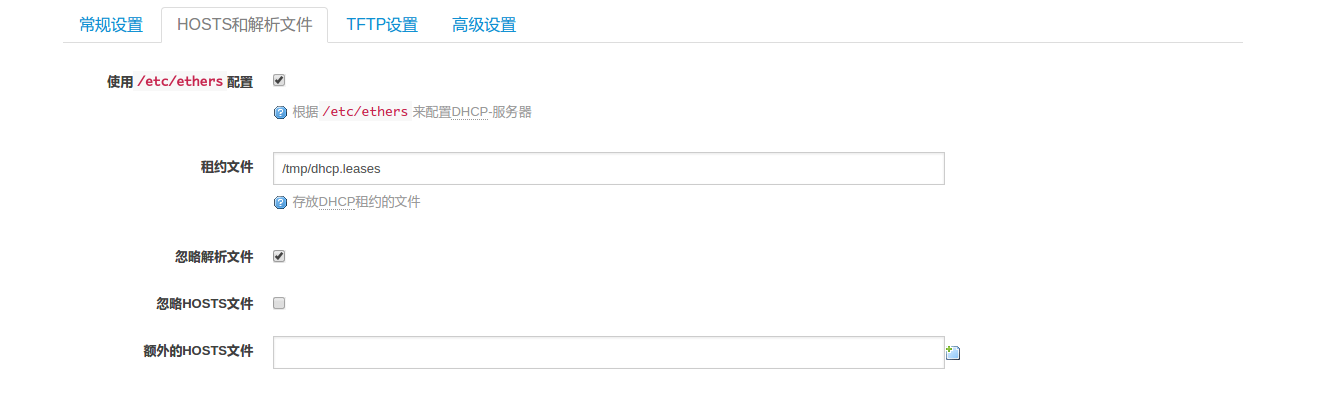 常规设置 HOSTS和解析文件 TFTP设置 高级设置
使用 /etc/ethers 配置
根据 /etc/ethers 来配置DHCP-服务器
租约文件 /tmp/dhcp.leases
存放DHCP租约的文件
忽略解析文件
忽略HOSTS文件
额外的HOSTS文件